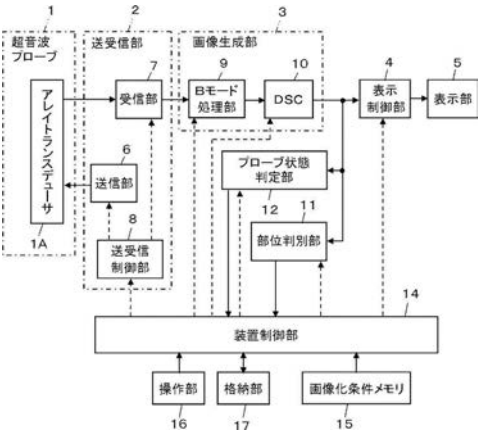 1
2
3
超音波
プローブ
送受信部
画像生成部
7
9
10
4
5
アレイトランスデューサ
受信部
Bモード
処理部
DSC
表示
制御部
表示部
6
送信部
プローブ状態
判定部
12
11
1A
8
送受信
制御部
部位判別部
14
装置制御部
操作部
格納部
画像化条件メモリ
16
17
15